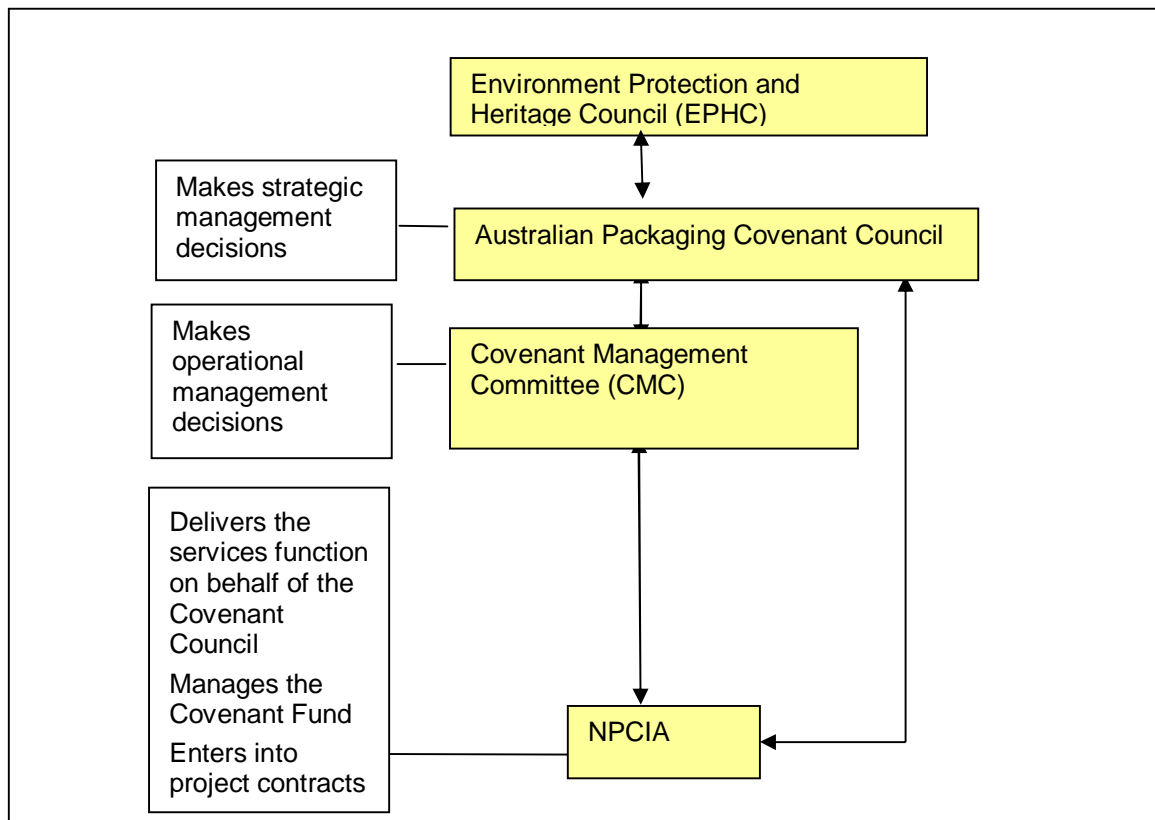 Environment Protection and
Heritage Council (EPHC)
Makes strategic
management
decisions
Australian Packaging Covenant Council
Makes
operational
management
decisions
Covenant Management
Committee (CMC)
Delivers the
services function
on behalf of the
Covenant
Council
Manages the
Covenant Fund
Enters into
project contracts
NPCIA